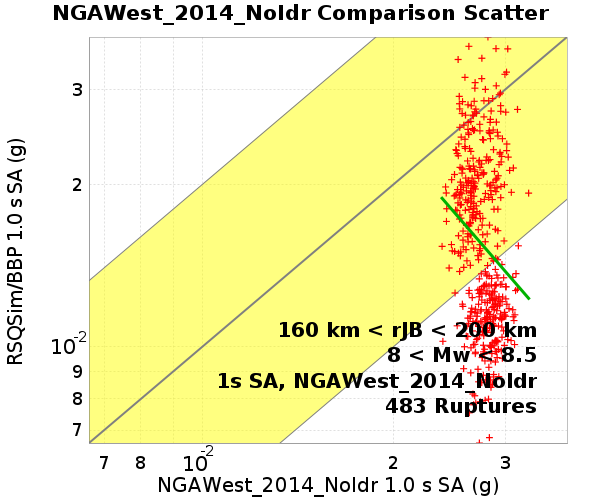 NGAWest_2014_NoIdr Comparison Scatter
RSQSim/BBP 1.0 s SA (g)
3
2
10-2
9
8
7
160 km < rJB < 200 km
8 < Mw < 8.5
1s SA, NGAWest_2014_NoIdr
483 Ruptures
7 8 10-2 2 3
NGAWest_2014_NoIdr 1.0 s SA (g)